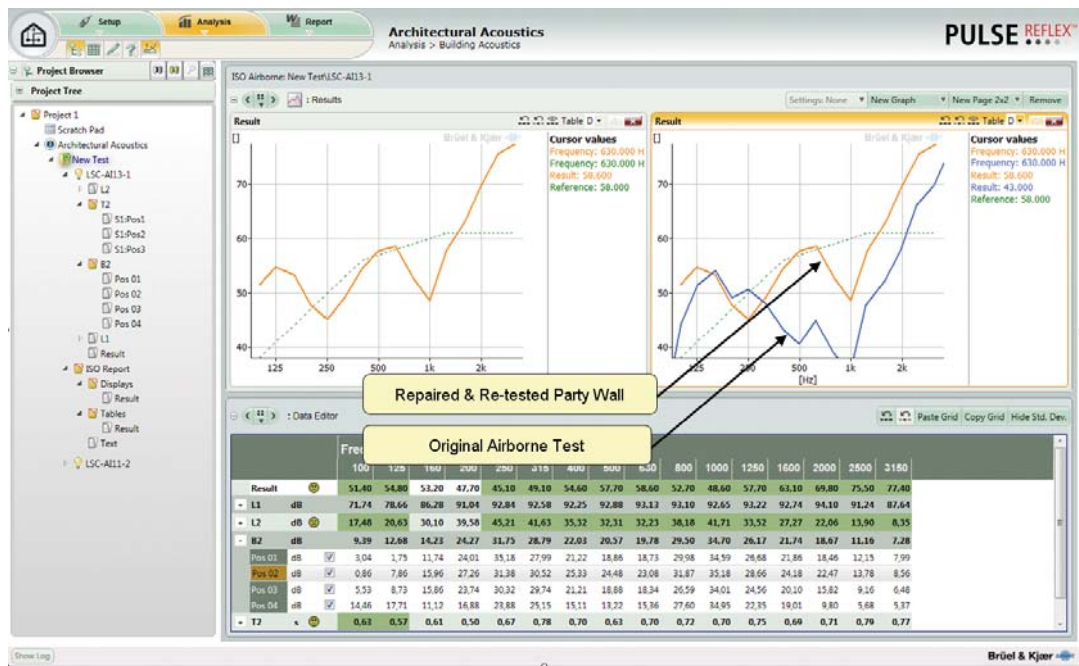 Setup
Analysis
Report
Architectural Acoustics
Analysis > Building Acoustics
PULSE REFLEX™
Project Browser
Project Tree
Project 1
Scratch Pad
Architectural Acoustics
New Test
LSC-AI13-1
L2
T2
S1:Pos1
S1:Pos2
S1:Pos3
B2
Pos 01
Pos 02
Pos 03
Pos 04
L1
Result
ISO Report
Displays
Result
Tables
Result
Text
LSC-AI11-2
ISO Airborne: New Test\LSC-AI13-1
: Results
Settings: None
New Graph
New Page 2x2
Remove
Result
Table D
[]
Brüel & Kjær
Cursor values
Frequency: 630.000 H
Frequency: 630.000 H
Result: 58.600
Reference: 58.000
70
60
50
40
125 250 500 1k 2k
Result
Table D
[]
Brüel & Kjær
Cursor values
Frequency: 630.000 H
Frequency: 630.000 H
Result: 58.600
Result: 43.000
Reference: 58.000
70
60
50
40
125 250 500 1k 2k
[Hz]
Repaired & Re-tested Party Wall
Original Airborne Test
: Data Editor
Paste Grid Copy Grid Hide Std. Dev.
100 125 160 200 250 315 400 500 630 800 1000 1250 1600 2000 2500 3150
Result 51,40 54,80 53,20 47,70 45,10 49,10 54,60 57,70 58,60 52,70 48,60 57,70 63,10 69,80 75,50 77,40
L1 dB 71,74 78,66 86,28 91,04 92,84 92,58 92,25 92,88 93,13 93,10 92,65 93,22 92,74 94,10 91,24 87,64
L2 dB 17,48 20,63 30,10 39,58 45,21 41,63 35,32 32,31 32,23 38,18 41,71 33,52 27,27 22,06 13,90 8,35
B2 dB 9,39 12,68 14,23 24,27 31,75 28,79 22,03 20,57 19,78 29,50 34,70 26,17 21,74 18,67 11,16 7,28
Pos 01 dB 3,04 1,75 11,74 24,01 35,18 27,99 21,22 18,86 18,73 29,98 34,59 26,68 21,86 18,46 12,15 7,99
Pos 02 dB 0,86 7,86 15,96 27,26 31,38 30,52 25,33 24,48 23,08 31,87 35,18 28,66 24,18 22,47 13,78 8,56
Pos 03 dB 5,53 8,73 15,86 23,74 30,32 29,74 21,21 18,88 18,34 26,59 34,01 24,56 20,10 15,82 9,16 6,48
Pos 04 dB 14,46 17,71 11,12 16,88 23,88 25,15 15,11 13,22 15,36 27,60 34,95 22,35 19,01 9,80 5,68 5,37
T2 s 0,63 0,57 0,61 0,50 0,67 0,78 0,70 0,63 0,70 0,72 0,70 0,75 0,69 0,71 0,79 0,77
Show Log
Brüel & Kjær